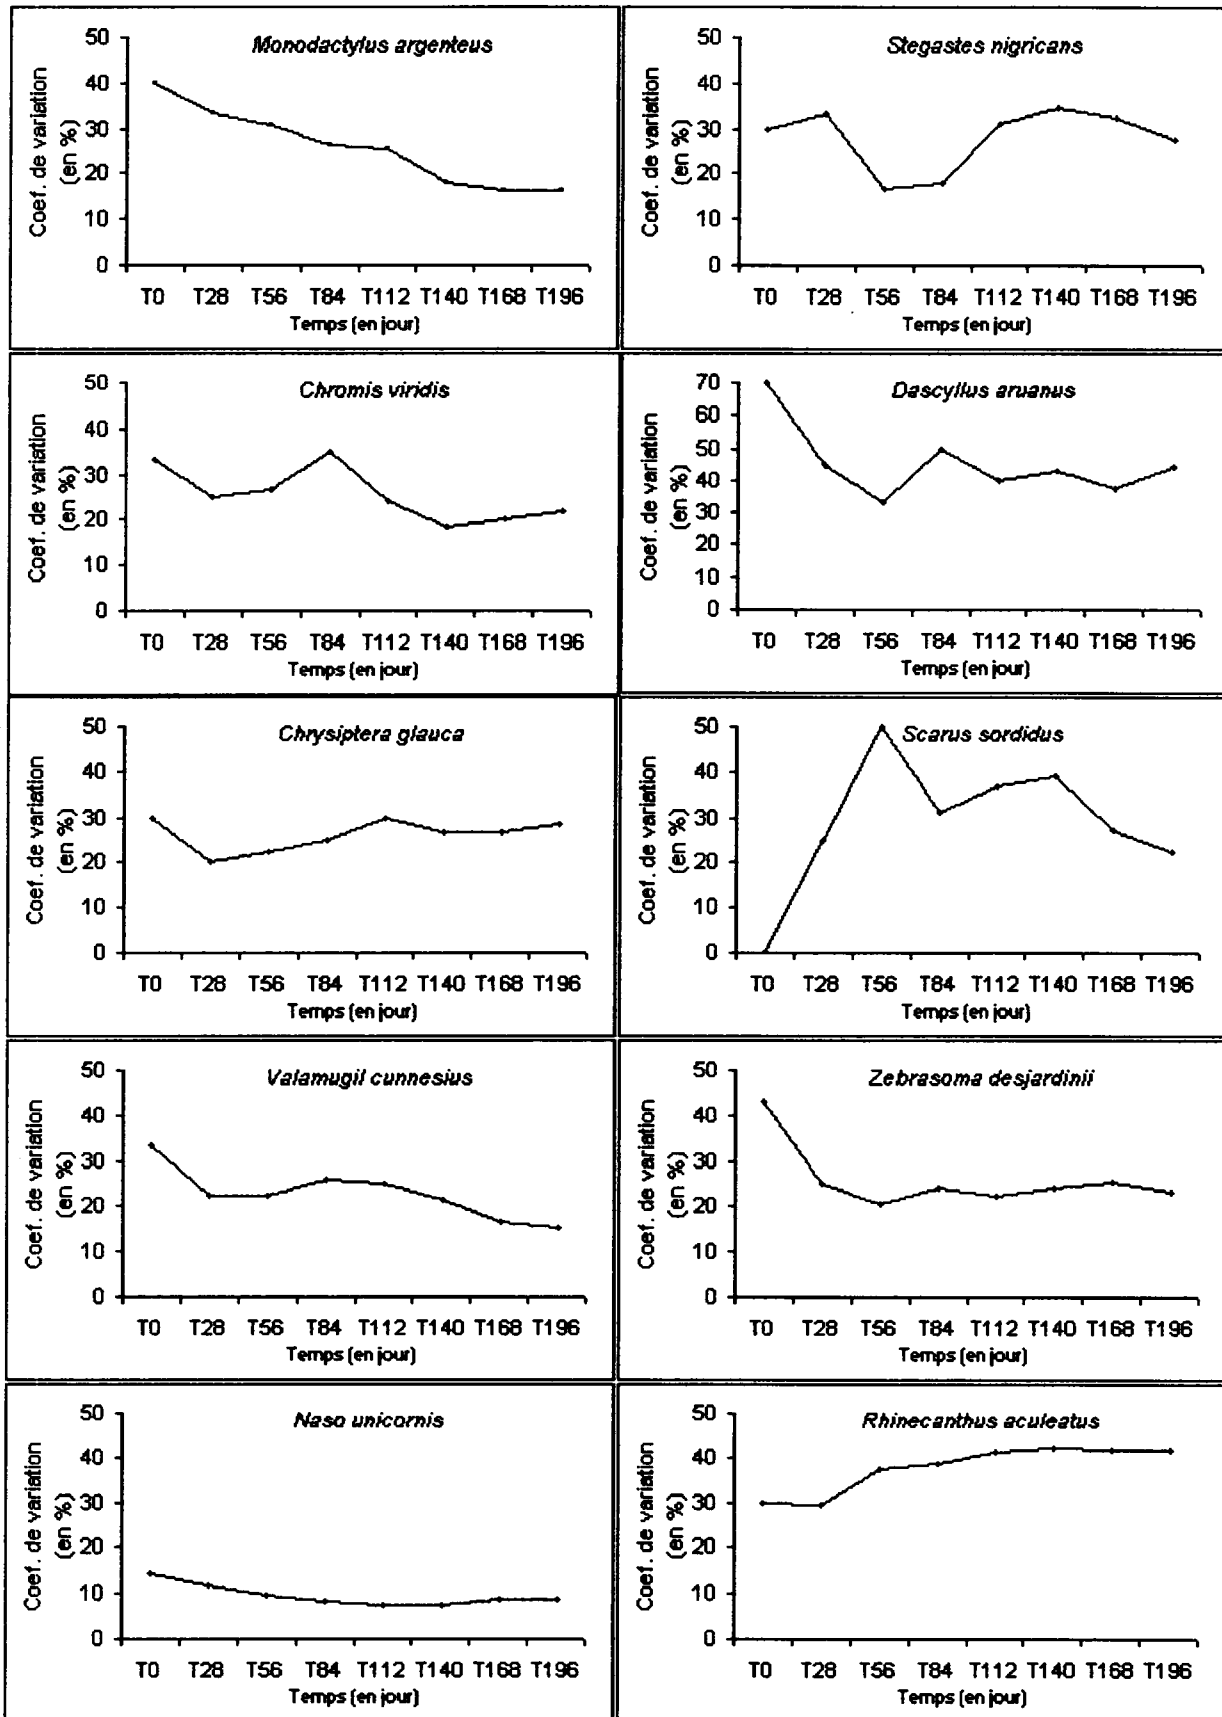 Monodactylus argenteus
Coef. de variation
(en %)
50
40
30
20
10
0
T0 T28 T56 T84 T112 T140 T168 T196
Temps (en jour)
Stegastes nigricans
Coef. de variation
(en %)
50
40
30
20
10
0
T0 T28 T56 T84 T112 T140 T168 T196
Temps (en jour)
Chromis viridis
Coef. de variation
(en %)
50
40
30
20
10
0
T0 T28 T56 T84 T112 T140 T168 T196
Temps (en jour)
Dascyllus aruanus
Coef. de variation
(en %)
70
60
50
40
30
20
10
0
T0 T28 T56 T84 T112 T140 T168 T196
Temps (en jour)
Chrysiptera glauca
Coef. de variation
(en %)
50
40
30
20
10
0
T0 T28 T56 T84 T112 T140 T168 T196
Temps (en jour)
Scarus sordidus
Coef. de variation
(en %)
50
40
30
20
10
0
T0 T28 T56 T84 T112 T140 T168 T196
Temps (en jour)
Valamugil cunnesius
Coef. de variation
(en %)
50
40
30
20
10
0
T0 T28 T56 T84 T112 T140 T168 T196
Temps (en jour)
Zebrasoma desjardinii
Coef. de variation
(en %)
50
40
30
20
10
0
T0 T28 T56 T84 T112 T140 T168 T196
Temps (en jour)
Naso unicornis
Coef. de variation
(en %)
50
40
30
20
10
0
T0 T28 T56 T84 T112 T140 T168 T196
Temps (en jour)
Rhinecanthus aculeatus
Coef. de variation
(en %)
50
40
30
20
10
0
T0 T28 T56 T84 T112 T140 T168 T196
Temps (en jour)